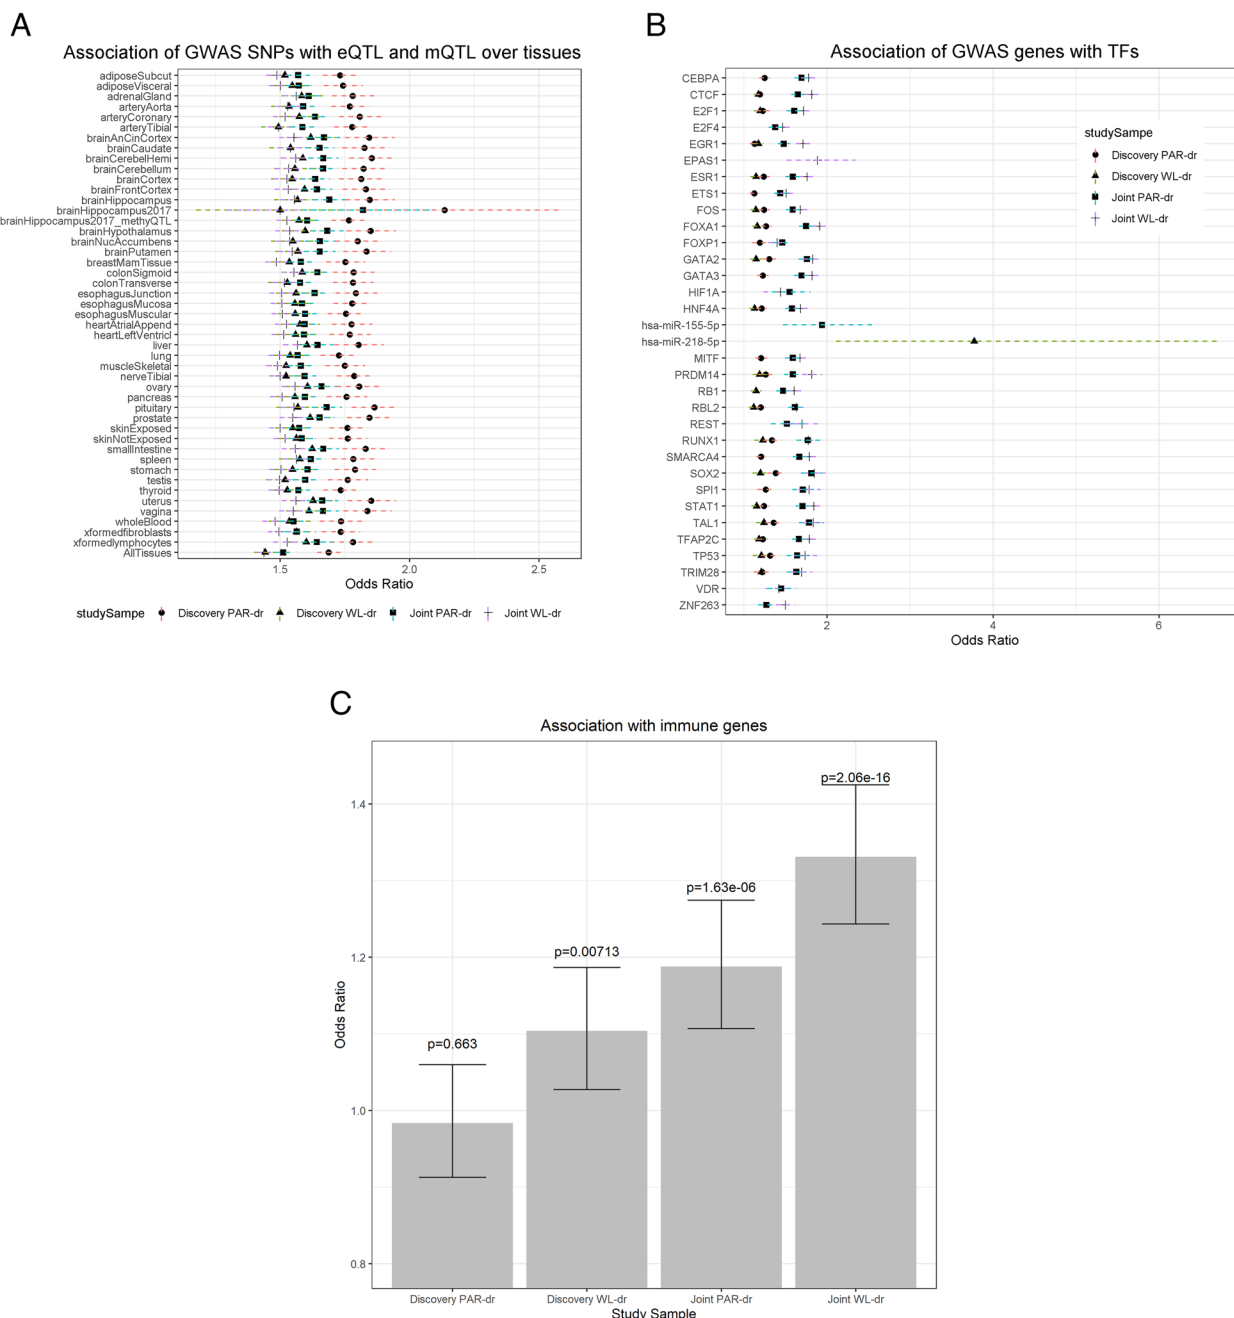 A
Association of GWAS SNPs with eQTL and mQTL over tissues
adiposeSubcut
adiposeVisceral
adrenalGland
arteryAorta
arteryCoronary
arteryTibial
brainAnCinCortex
brainCaudate
brainCerebelHemi
brainCerebellum
brainCortex
brainFrontCortex
brainHippocampus
brainHippocampus2017
brainHippocampus2017_methyQTL
brainHypothalamus
brainNucAccumbens
brainPutamen
breastMamTissue
colonSigmoid
colonTransverse
esophagusJunction
esophagusMucosa
esophagusMuscular
heartAtrialAppend
heartLeftVentricl
liver
lung
muscleSkeletal
nerveTibial
ovary
pancreas
pituitary
prostate
skinExposed
skinNotExposed
smallIntestine
spleen
stomach
testis
thyroid
uterus
vagina
wholeBlood
xformedfibroblasts
xformedlymphocytes
AllTissues
1.5 2.0 2.5
Odds Ratio
studySampe Discovery PAR-dr Discovery WL-dr Joint PAR-dr Joint WL-dr
B
Association of GWAS genes with TFs
CEBPA
CTCF
E2F1
E2F4
EGR1
EPAS1
ESR1
ETS1
FOS
FOXA1
FOXP1
GATA2
GATA3
HIF1A
HNF4A
hsa-miR-155-5p
hsa-miR-218-5p
MITF
PRDM14
RB1
RBL2
REST
RUNX1
SMARCA4
SOX2
SPI1
STAT1
TAL1
TFAP2C
TP53
TRIM28
VDR
ZNF263
2 4 6
Odds Ratio
studySampe
Discovery PAR-dr
Discovery WL-dr
Joint PAR-dr
Joint WL-dr
C
Association with immune genes
Odds Ratio
1.4
1.2
1.0
0.8
p=0.663
p=0.00713
p=1.63e-06
p=2.06e-16
Discovery PAR-dr Discovery WL-dr Joint PAR-dr Joint WL-dr
Study Sample